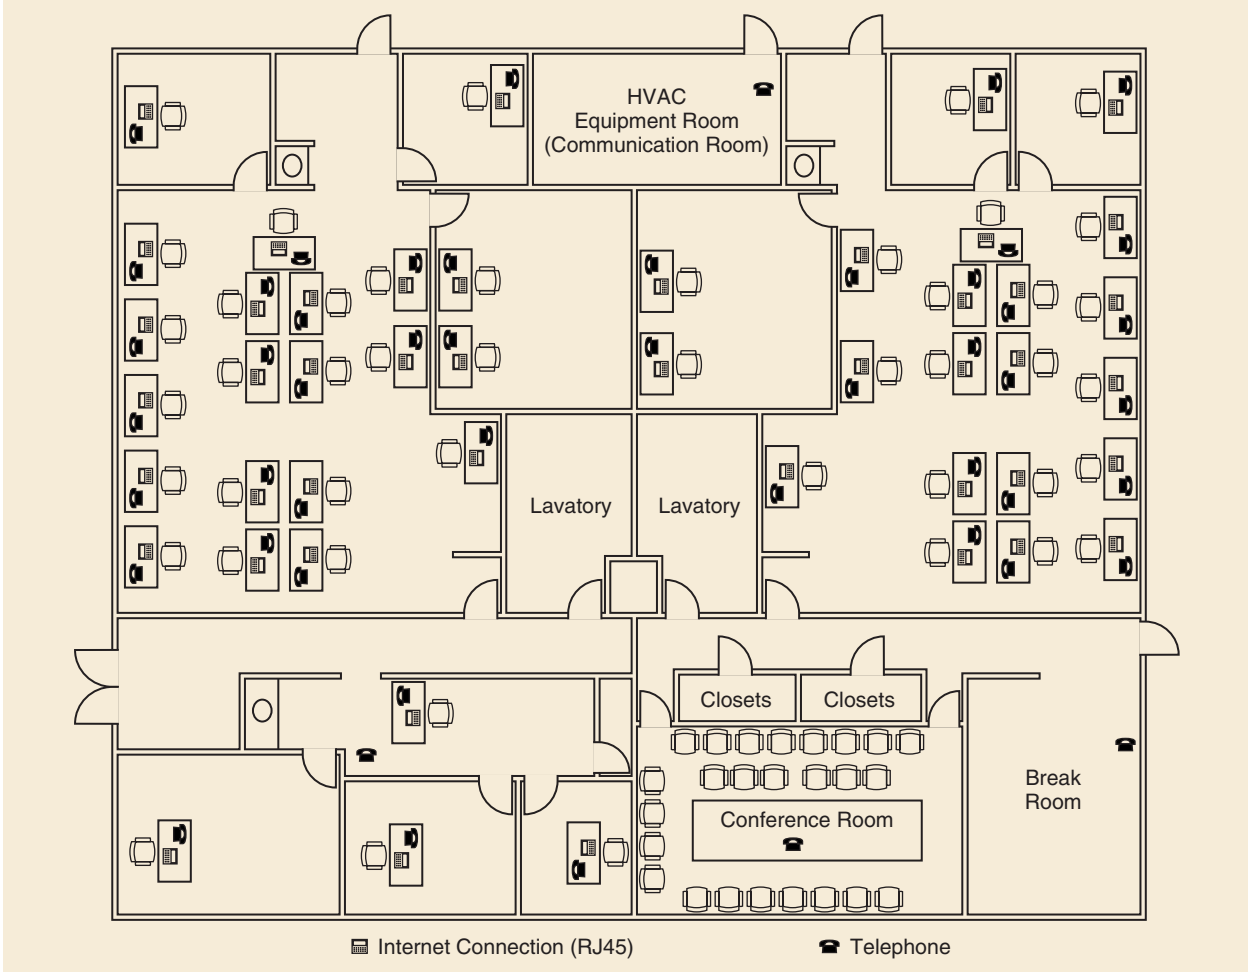 HVAC
Equipment Room
(Communication Room)
Lavatory
Lavatory
Closets
Closets
Break
Room
Conference Room
Internet Connection (RJ45)
Telephone